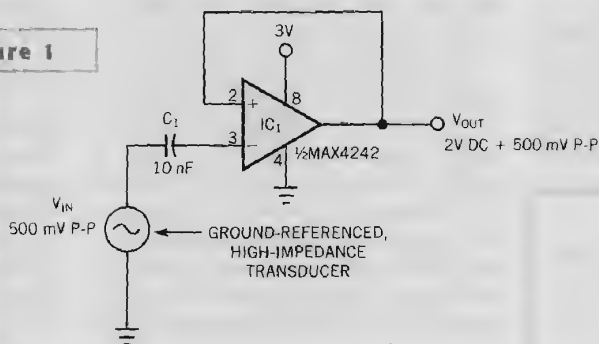 ure 1
3V
2 + 8
C1
IC1
VOUT
3 −
4 ½MAX4242
2V DC + 500 mV P-P
10 nF
VIN
500 mV P-P
GROUND-REFERENCED,
HIGH-IMPEDANCE
TRANSDUCER